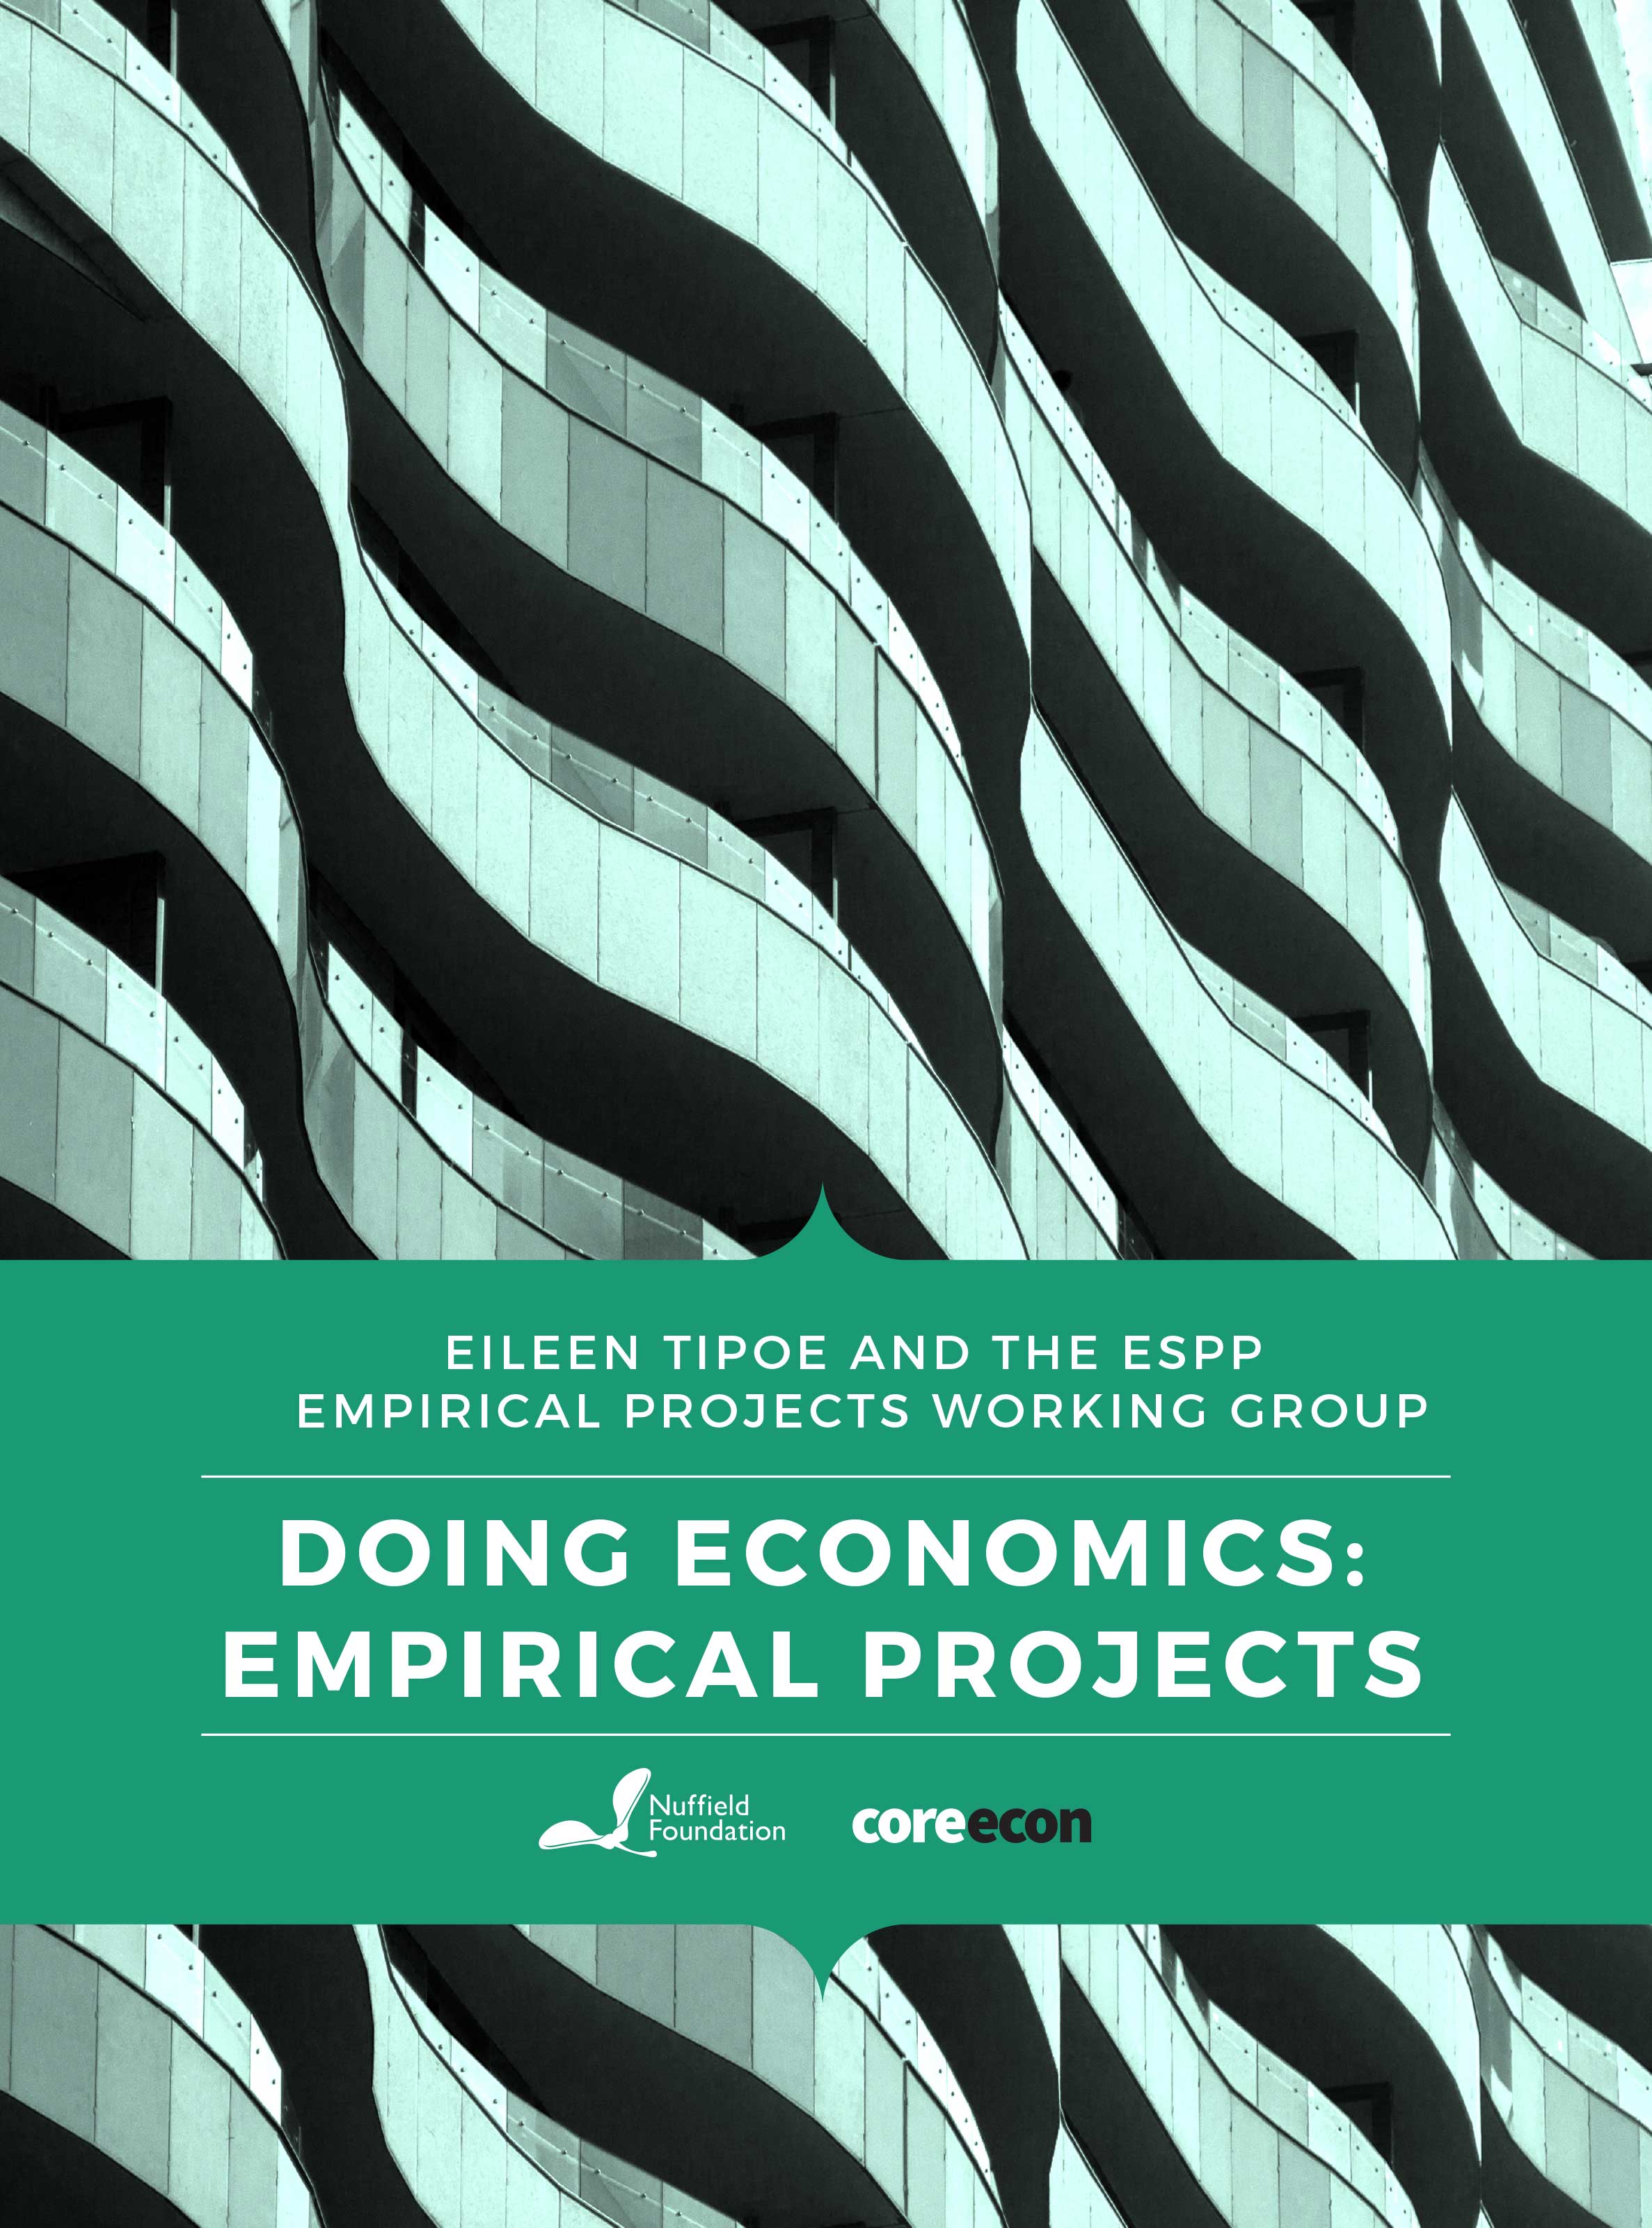 EILEEN TIPOE AND THE ESPP
EMPIRICAL PROJECTS WORKING GROUP
DOING ECONOMICS:
EMPIRICAL PROJECTS
Nuffield
Foundation
coreecon